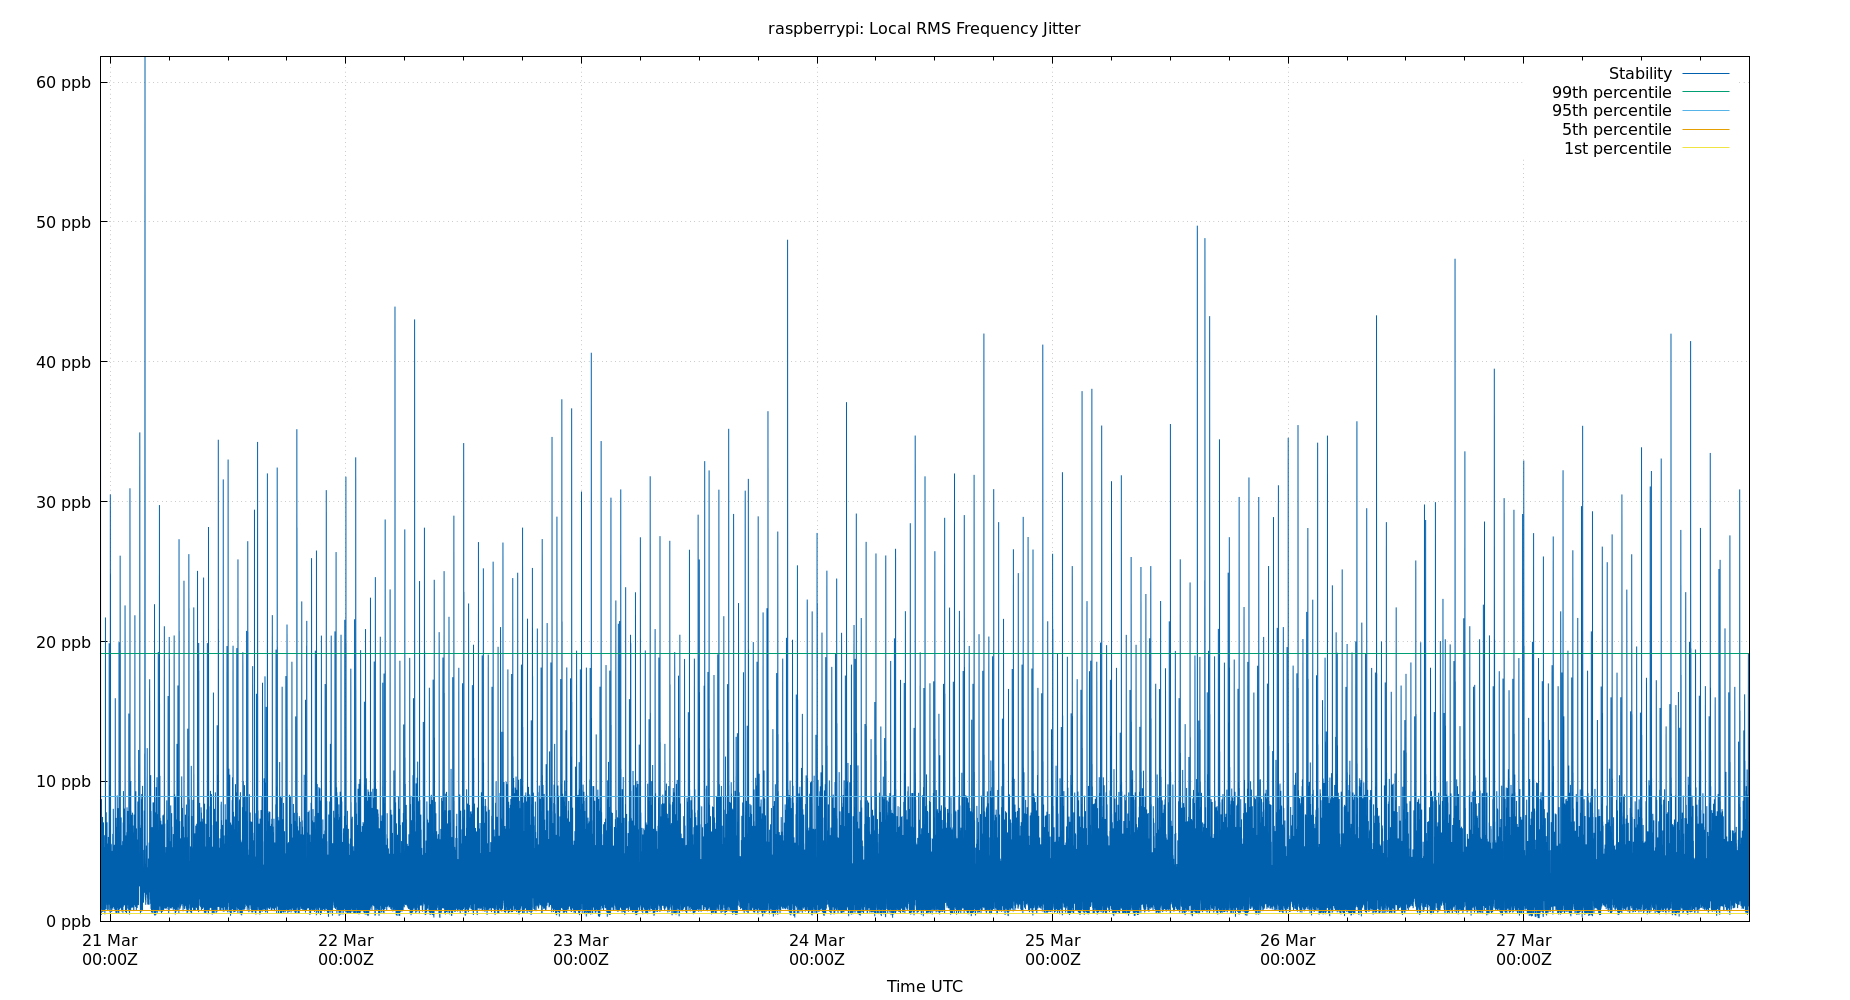 raspberrypi: Local RMS Frequency Jitter
Stability
99th percentile
95th percentile
5th percentile
1st percentile
60 ppb
50 ppb
40 ppb
30 ppb
20 ppb
10 ppb
0 ppb
21 Mar 22 Mar 23 Mar 24 Mar 25 Mar 26 Mar 27 Mar
00:00Z 00:00Z 00:00Z 00:00Z 00:00Z 00:00Z 00:00Z
Time UTC